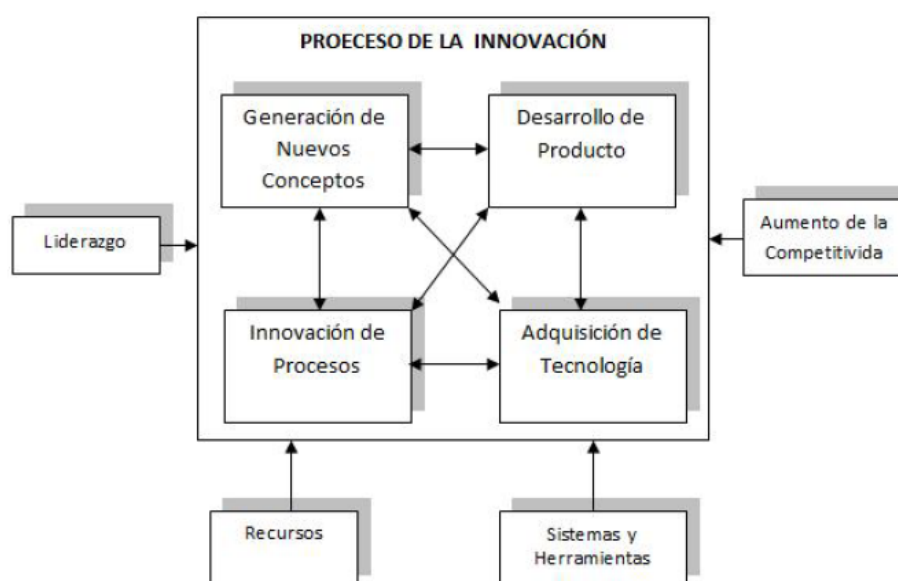 PROECESO DE LA INNOVACIÓN
Generación de
Nuevos
Conceptos
Desarrollo de
Producto
Liderazgo
Aumento de la
Competitivida
Innovación de
Procesos
Adquisición de
Tecnología
Recursos
Sistemas y
Herramientas